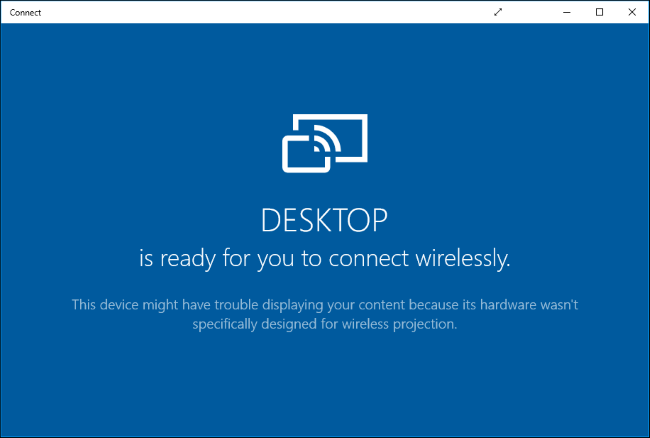 Connect
DESKTOP
is ready for you to connect wirelessly.
This device might have trouble displaying your content because its hardware wasn't
specifically designed for wireless projection.